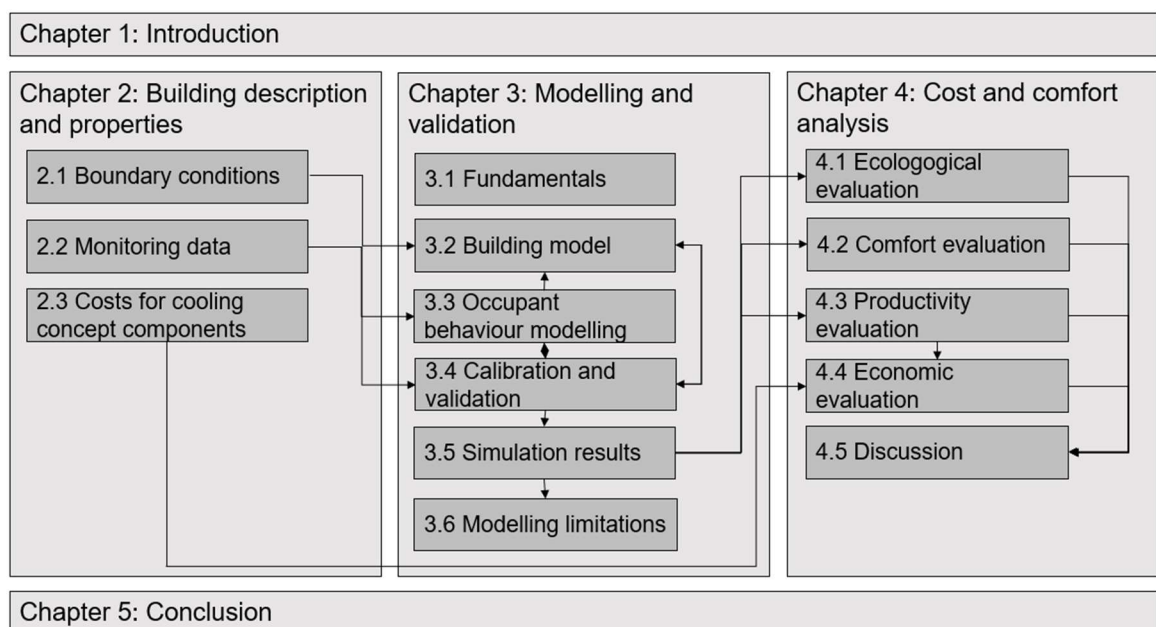 Chapter 1: Introduction
Chapter 2: Building description
and properties
2.1 Boundary conditions
2.2 Monitoring data
2.3 Costs for cooling
concept components
Chapter 3: Modelling and
validation
3.1 Fundamentals
3.2 Building model
3.3 Occupant
behaviour modelling
3.4 Calibration and
validation
3.5 Simulation results
3.6 Modelling limitations
Chapter 4: Cost and comfort
analysis
4.1 Ecologogical
evaluation
4.2 Comfort evaluation
4.3 Productivity
evaluation
4.4 Economic
evaluation
4.5 Discussion
Chapter 5: Conclusion